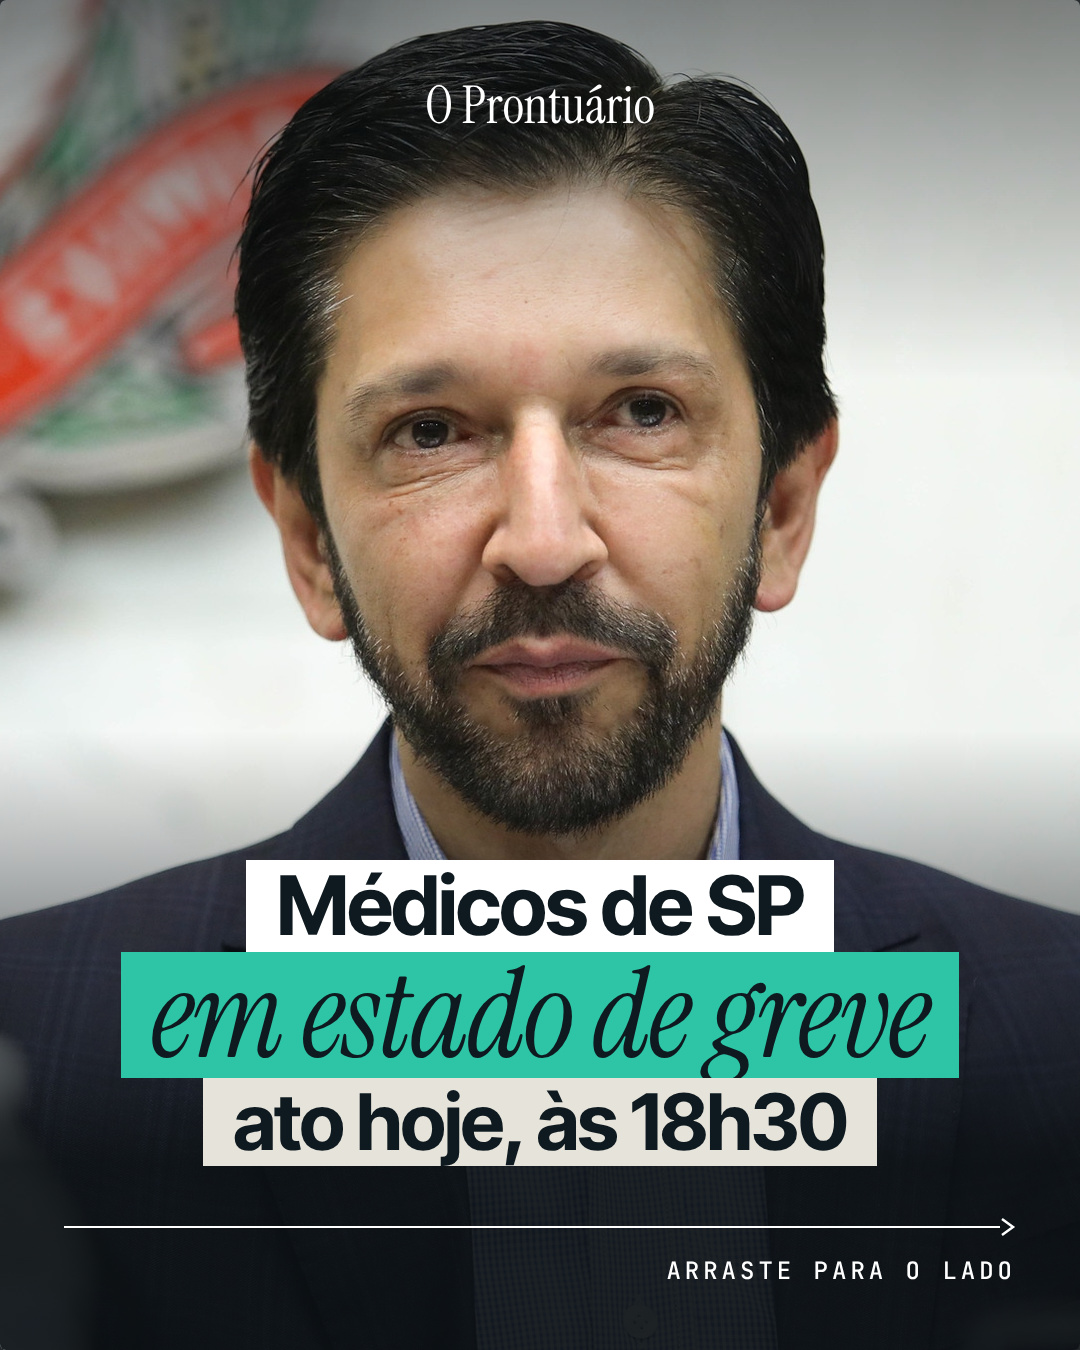 O Prontuário
Médicos de SP
em estado de greve
ato hoje, às 18h30
ARRASTE PARA O LADO